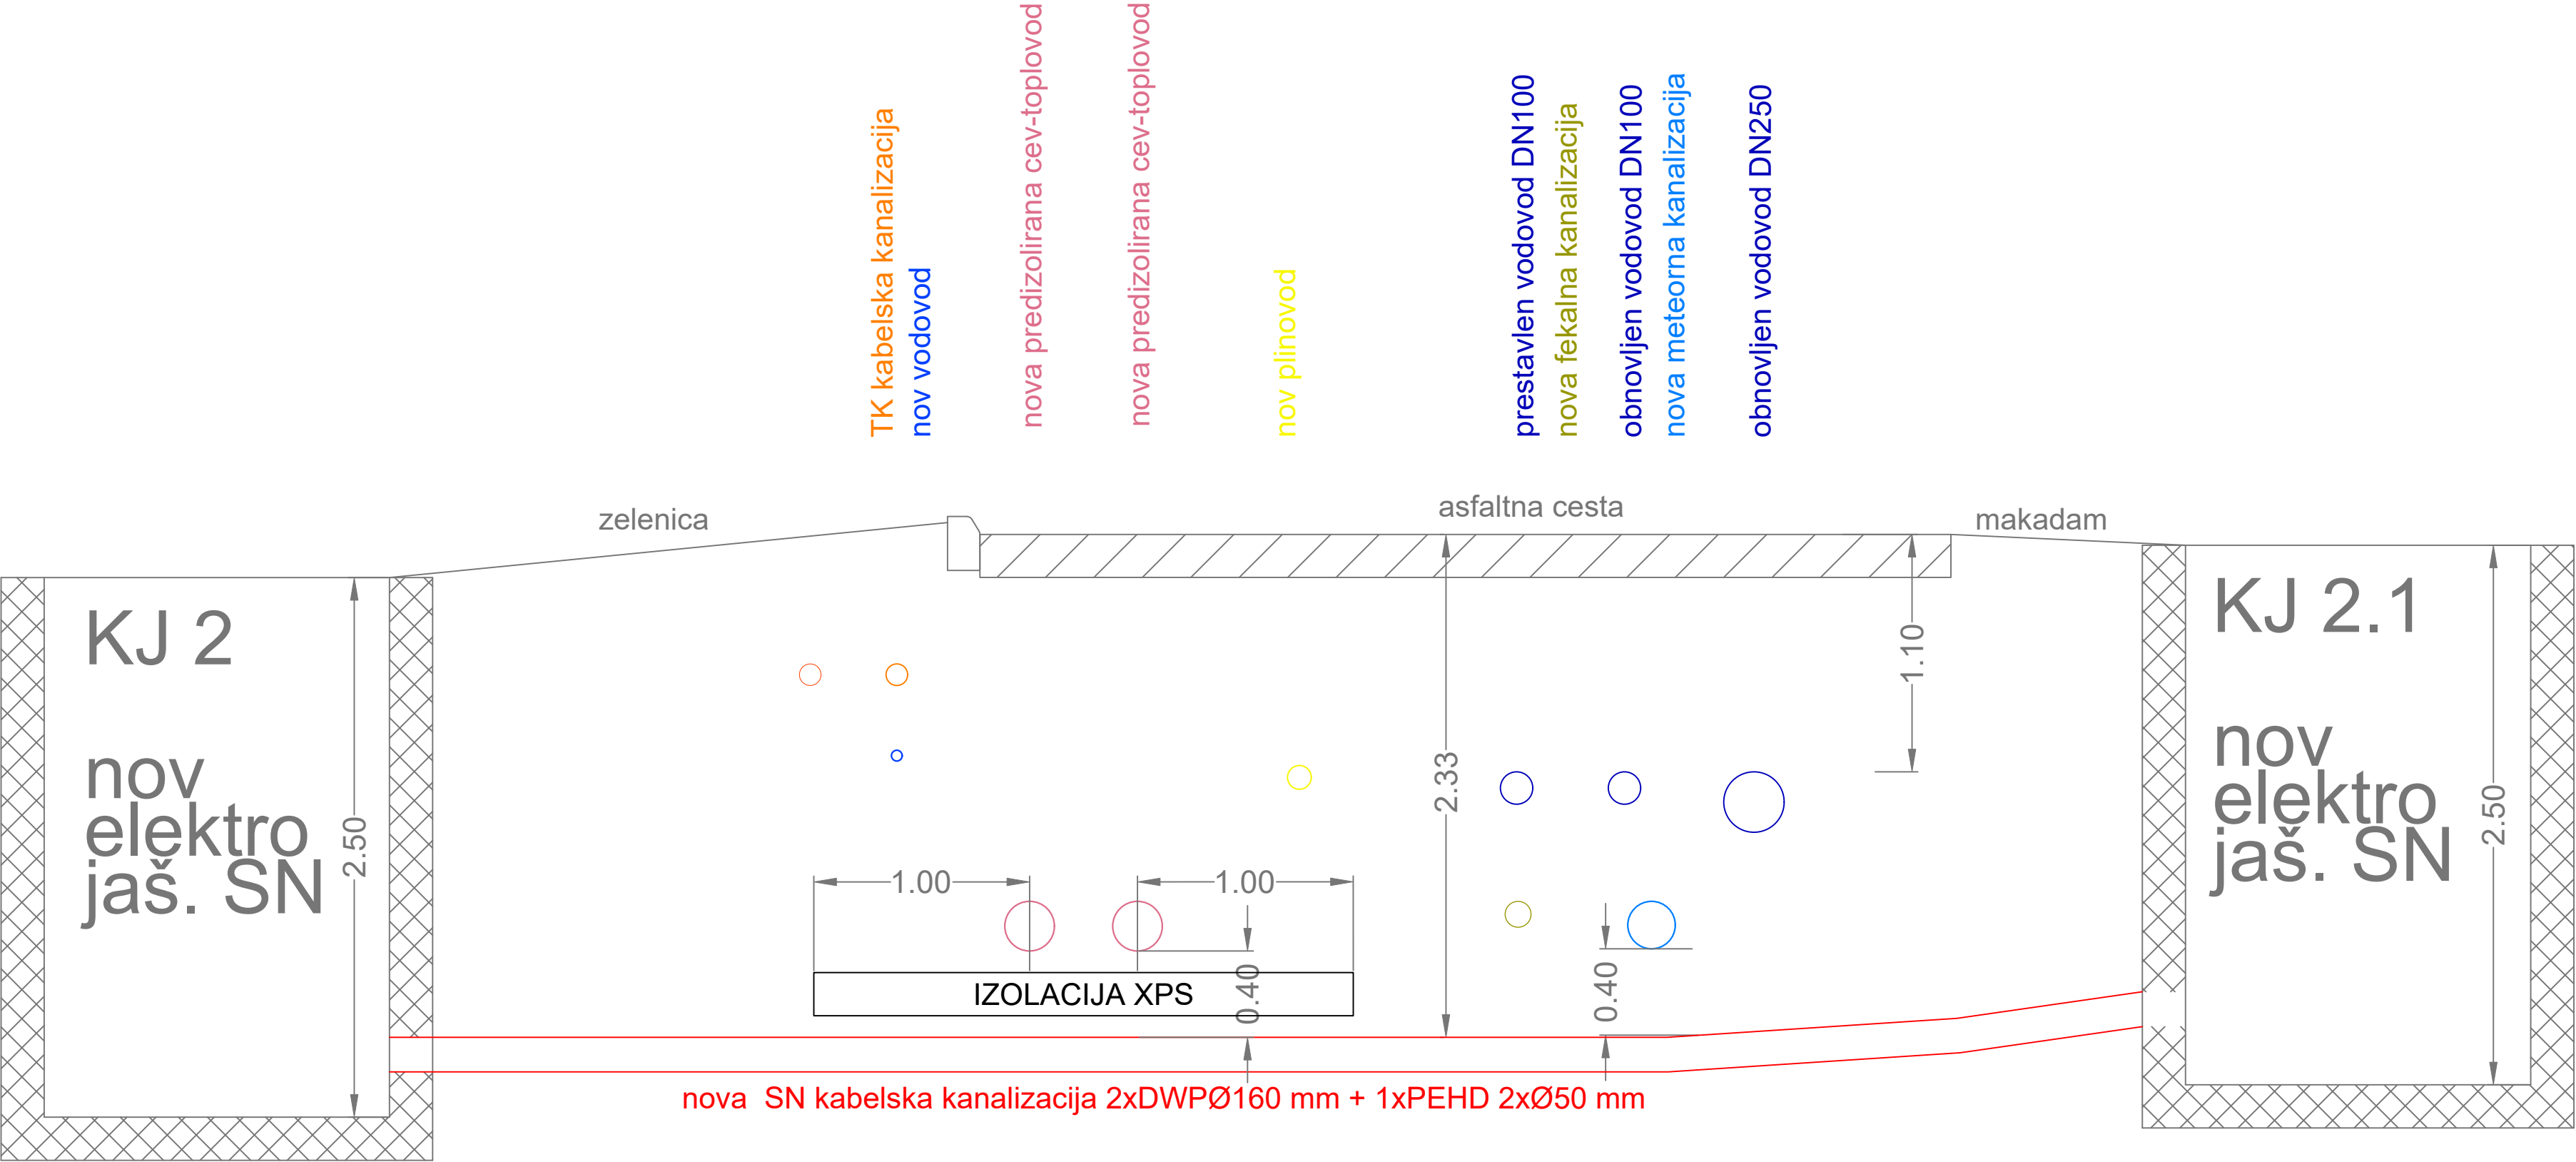 TK kabelska kanalizacija
nov vodovod
nova predizolirana cev-toplovod
nova predizolirana cev-toplovod
nov plinovod
prestavlen vodovod DN100
nova fekalna kanalizacija
obnovljen vodovod DN100
nova meteorna kanalizacija
obnovljen vodovod DN250
zelenica
asfaltna cesta
makadam
KJ 2
nov
elektro
jaš. SN
2.50
1.00
1.00
0.40
IZOLACIJA XPS
2.33
0.40
1.10
KJ 2.1
nov
elektro
jaš. SN
2.50
nova  SN kabelska kanalizacija 2xDWPØ160 mm + 1xPEHD 2xØ50 mm